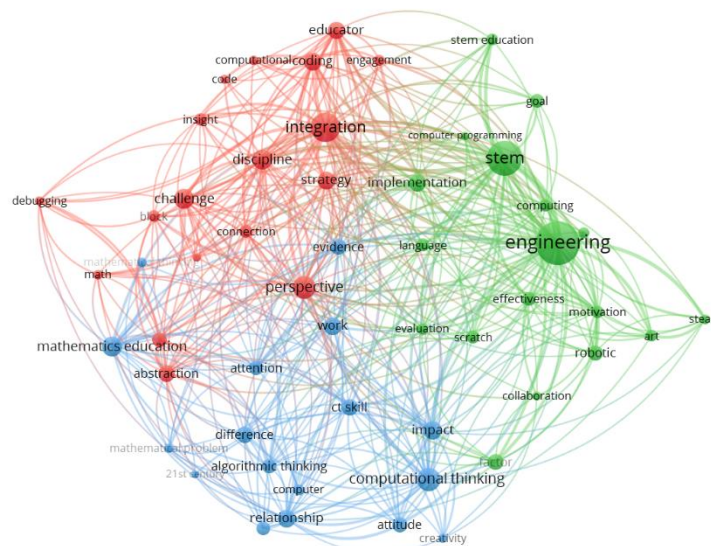 educator
stem education
computational
coding
engagement
code
goal
insight
integration
computer programming
discipline
stem
strategy
implementation
challenge
debugging
computing
block
connection
evidence
language
engineering
math
perspective
effectiveness
motivation
work
evaluation
scratch
art
stea
mathematics education
robotic
abstraction
attention
collaboration
ct skill
difference
impact
mathematical problem
algorithmic thinking
factor
21st century
computer
computational thinking
relationship
attitude
creativity